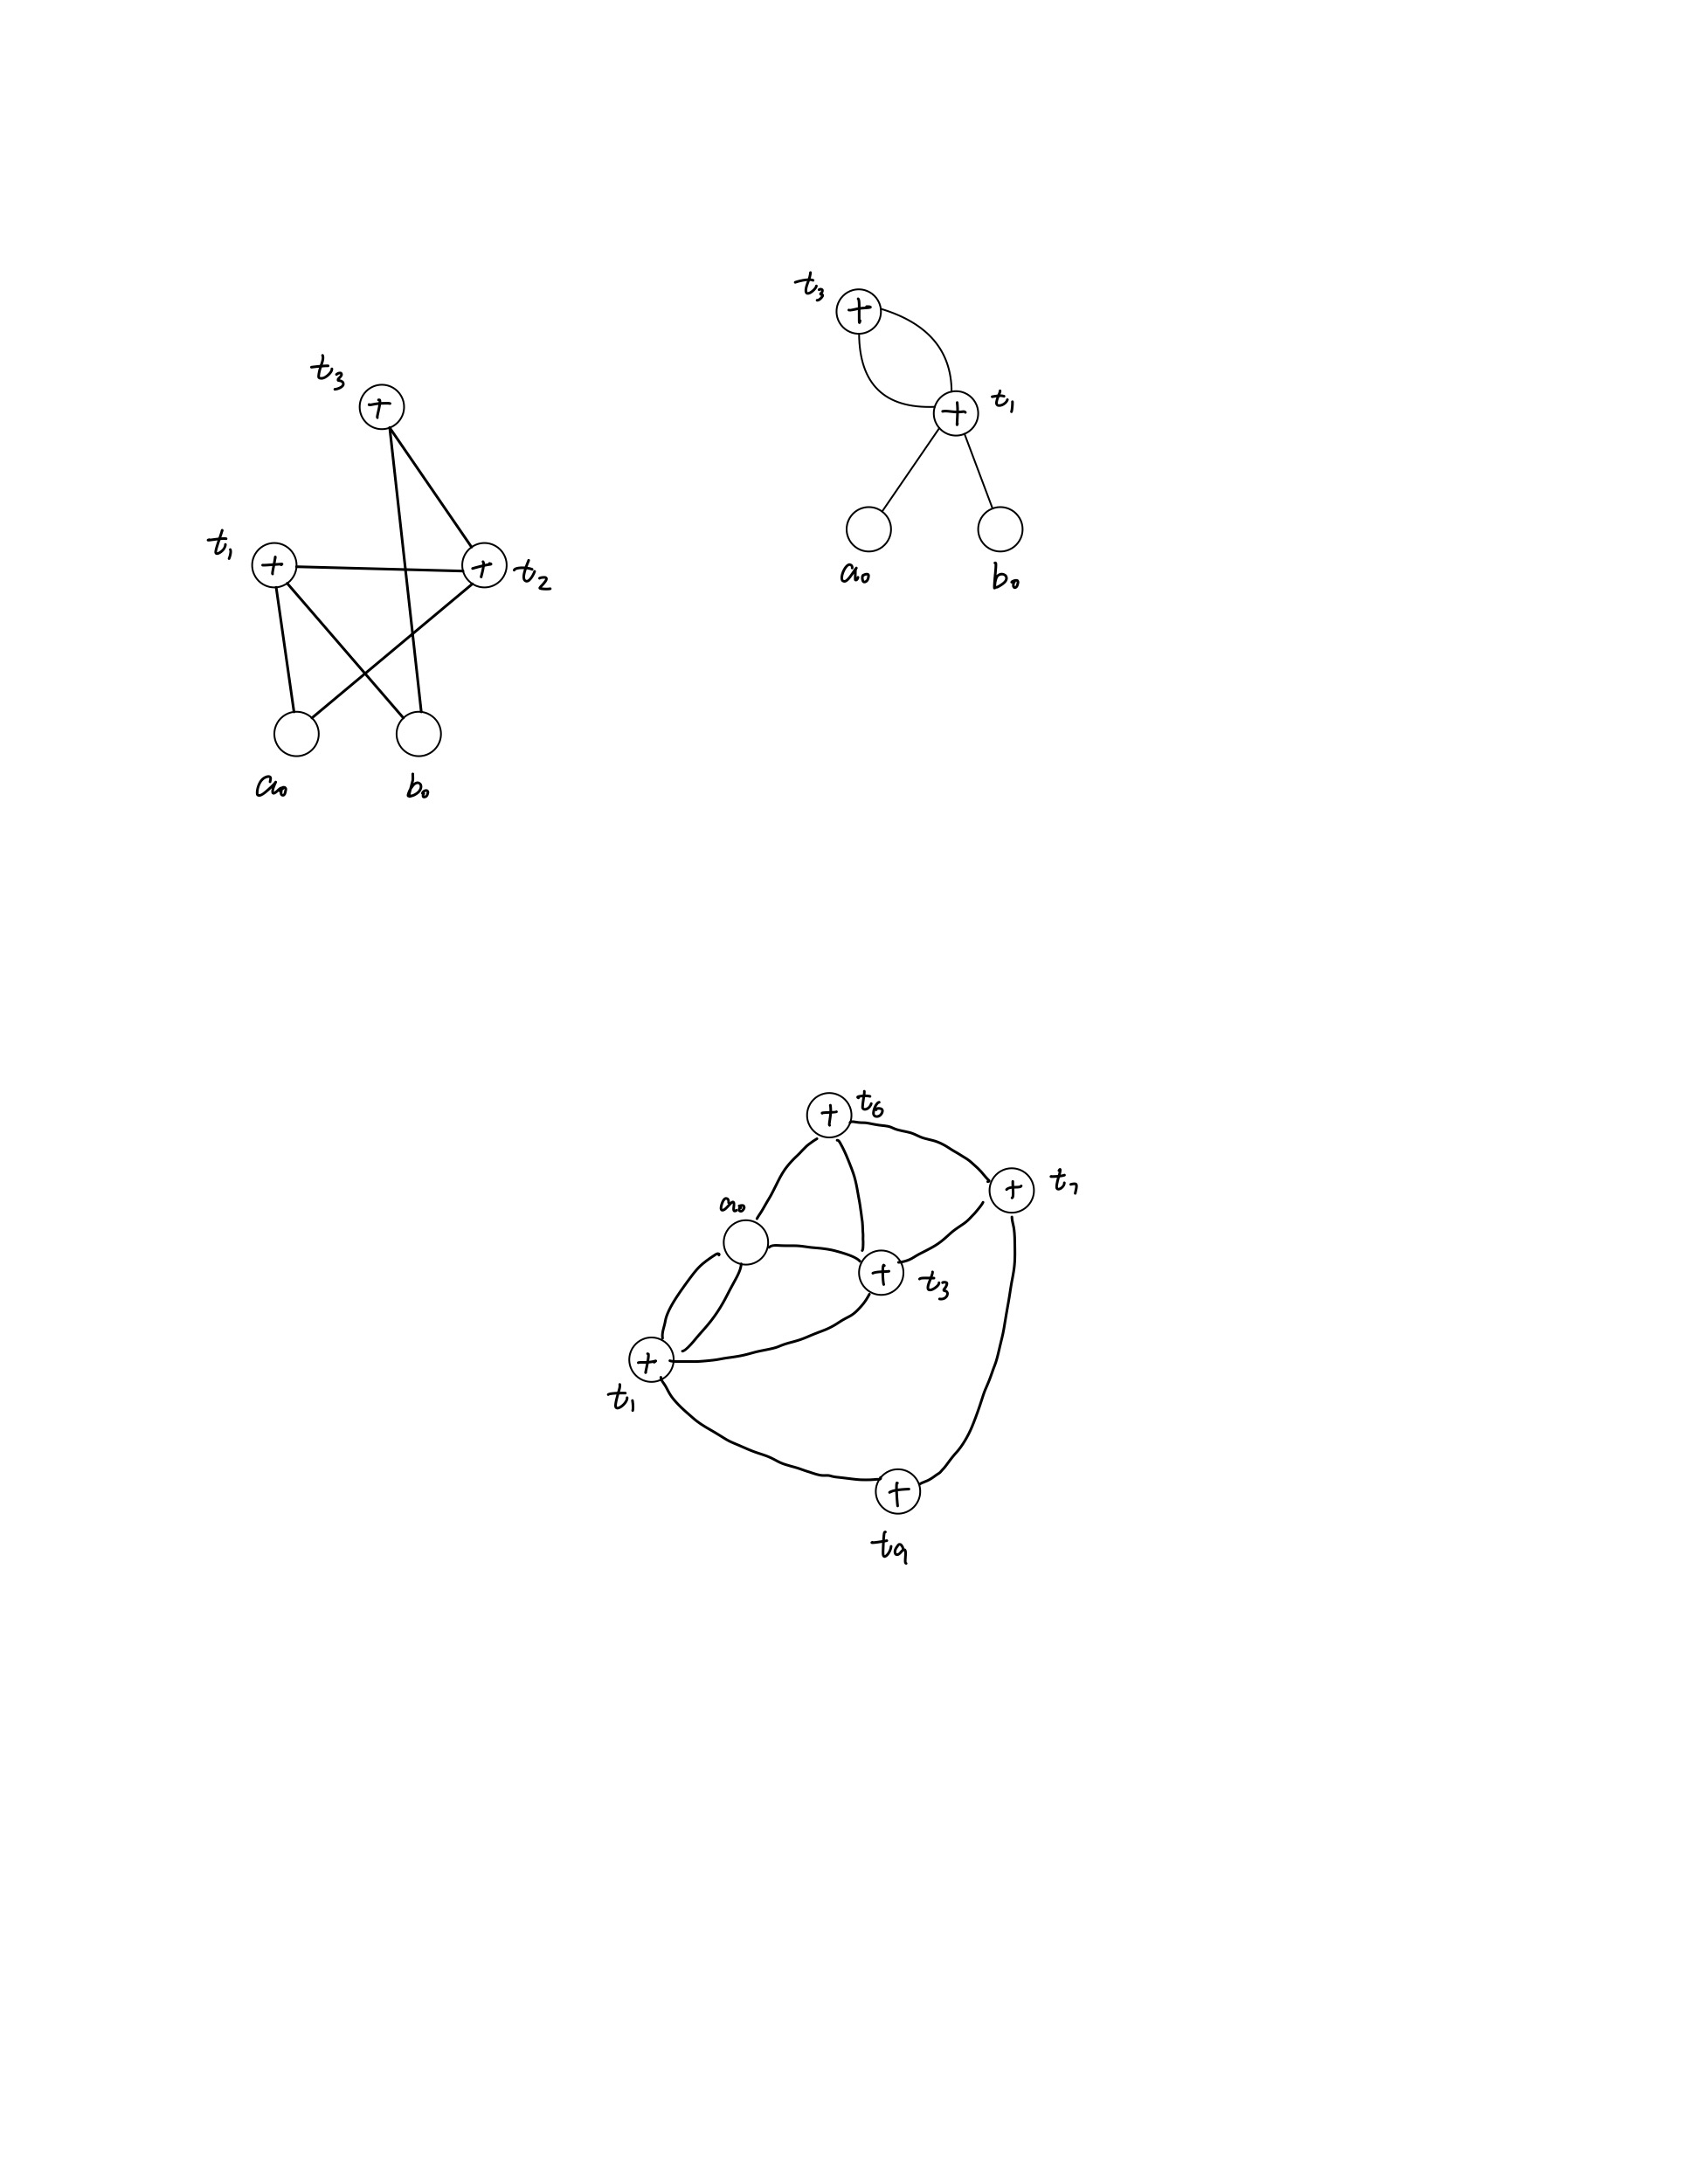 t₃
+
t₁
+
+
t₂
a₀
b₀
t₃
+
+
t₁
a₀
b₀
+
t₆
+
t₇
a₀
+
t₃
+
t₁
+
t₉